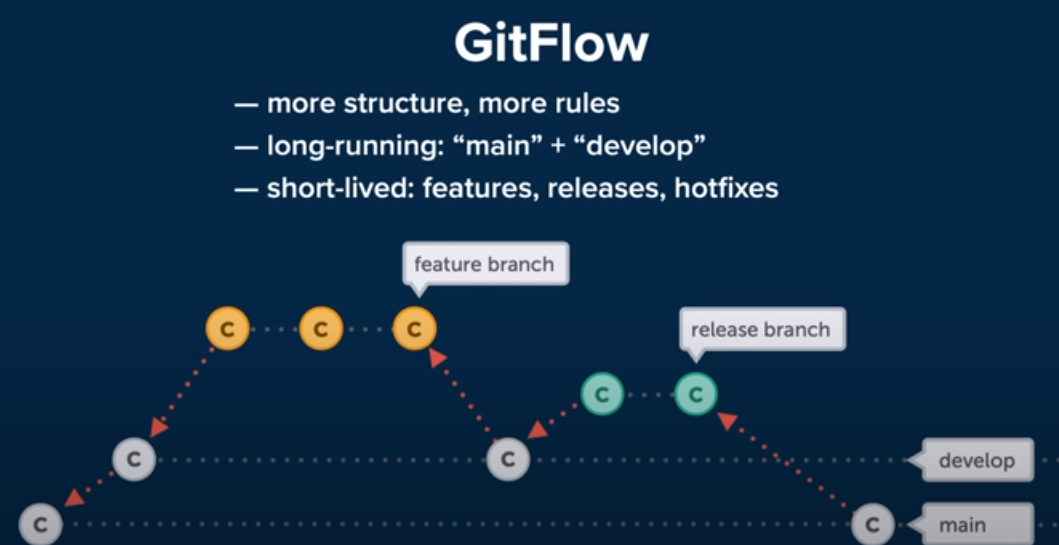 GitFlow
— more structure, more rules
— long-running: “main” + “develop”
— short-lived: features, releases, hotfixes
feature branch
release branch
C C C
C C
C C
develop
C C
main